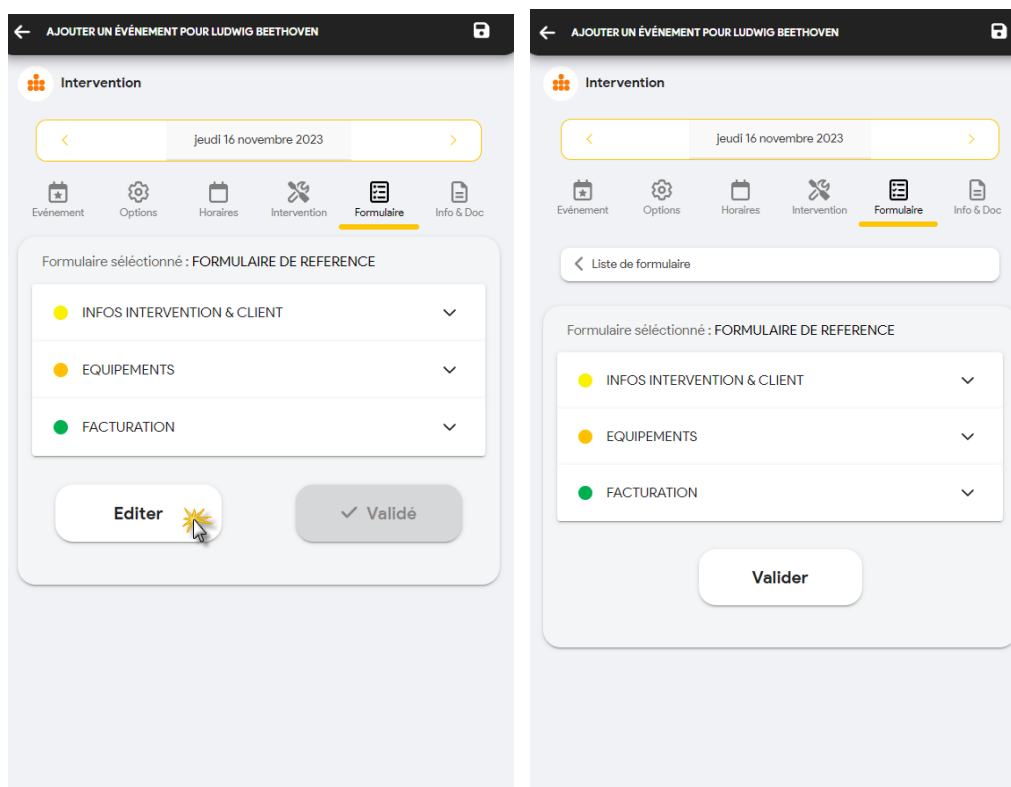 AJOUTER UN ÉVÉNEMENT POUR LUDWIG BEETHOVEN
Intervention
jeudi 16 novembre 2023
Evénement Options Horaires Intervention Formulaire Info & Doc
Formulaire séléctionné : FORMULAIRE DE REFERENCE
INFOS INTERVENTION & CLIENT
EQUIPEMENTS
FACTURATION
Editer Validé
AJOUTER UN ÉVÉNEMENT POUR LUDWIG BEETHOVEN
Intervention
jeudi 16 novembre 2023
Evénement Options Horaires Intervention Formulaire Info & Doc
Liste de formulaire
Formulaire séléctionné : FORMULAIRE DE REFERENCE
INFOS INTERVENTION & CLIENT
EQUIPEMENTS
FACTURATION
Valider